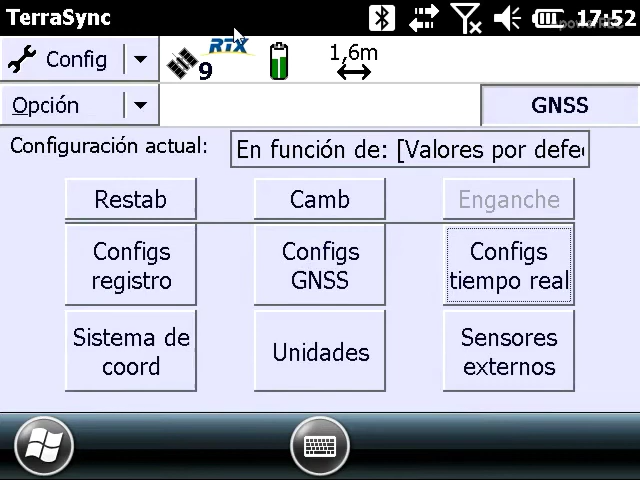 TerraSync
17:52
Config
RTX
9
1,6m
Opción
GNSS
Configuración actual:
En función de: [Valores por defe
Restab
Camb
Enganche
Configs
registro
Configs
GNSS
Configs
tiempo real
Sistema de
coord
Unidades
Sensores
externos